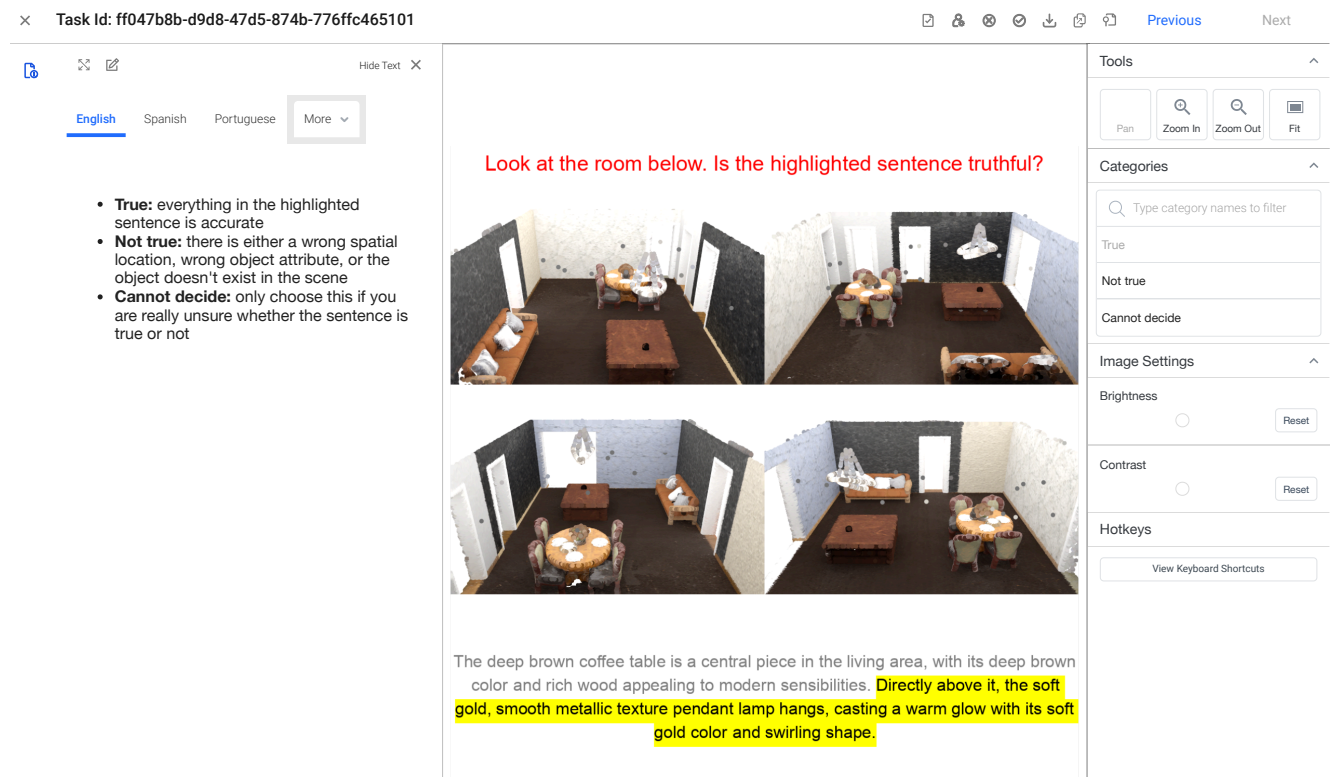 Task Id: ff047b8b-d9d8-47d5-874b-776ffc465101
Previous
Next
Hide Text
English
Spanish
Portuguese
More
• True: everything in the highlighted
sentence is accurate
• Not true: there is either a wrong spatial
location, wrong object attribute, or the
object doesn't exist in the scene
• Cannot decide: only choose this if you
are really unsure whether the sentence is
true or not
Look at the room below. Is the highlighted sentence truthful?
The deep brown coffee table is a central piece in the living area, with its deep brown
color and rich wood appealing to modern sensibilities. Directly above it, the soft
gold, smooth metallic texture pendant lamp hangs, casting a warm glow with its soft
gold color and swirling shape.
Tools
Pan
Zoom In
Zoom Out
Fit
Categories
Type category names to filter
True
Not true
Cannot decide
Image Settings
Brightness
Reset
Contrast
Reset
Hotkeys
View Keyboard Shortcuts